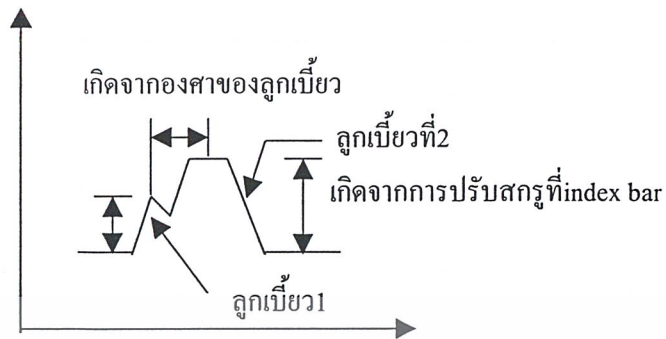 เกิดจากองศาของลูกเบี้ยว
ลูกเบี้ยวที่2
เกิดจากการปรับสกรูที่index bar
ลูกเบี้ยว1